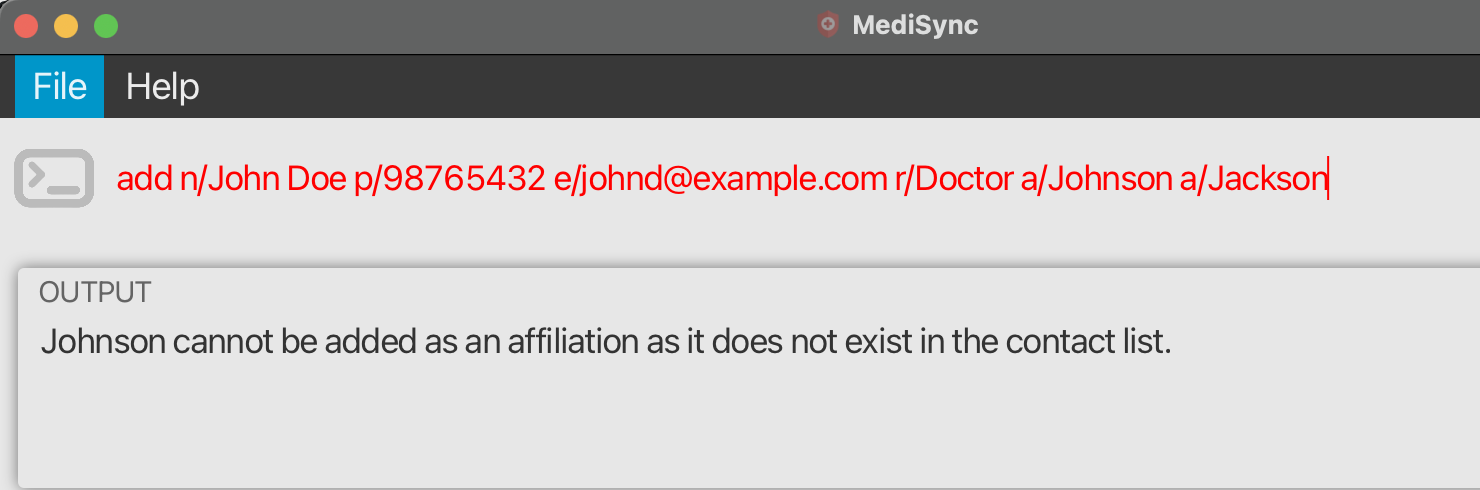 MediSync
File Help
add n/John Doe p/98765432 e/johnd@example.com r/Doctor a/Johnson a/Jackson
OUTPUT
Johnson cannot be added as an affiliation as it does not exist in the contact list.